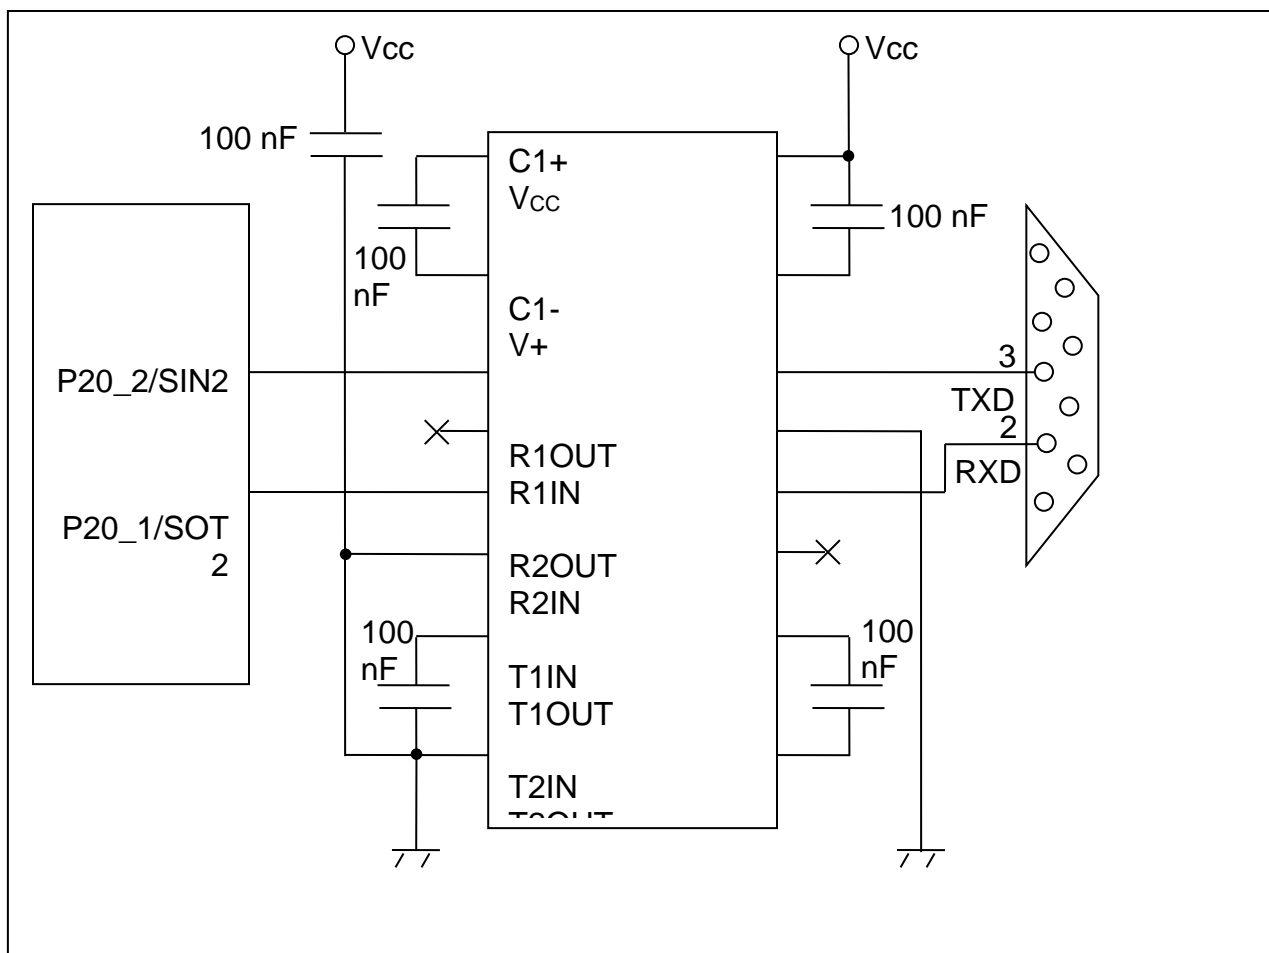 Vcc
Vcc
100 nF
C1+
VCC
100 nF
100
nF
C1-
V+
3
P20_2/SIN2
TXD
2
R1OUT
RXD
R1IN
P20_1/SOT
2
R2OUT
R2IN
100
nF
100
nF
T1IN
T1OUT
T2IN
T2OUT